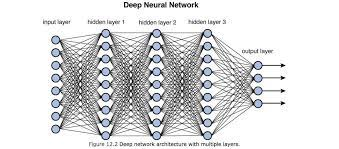 Deep Neural Network
input layer hidden layer 1 hidden layer 2 hidden layer 3
output layer
Figure 12.2 Deep network architecture with multiple layers.